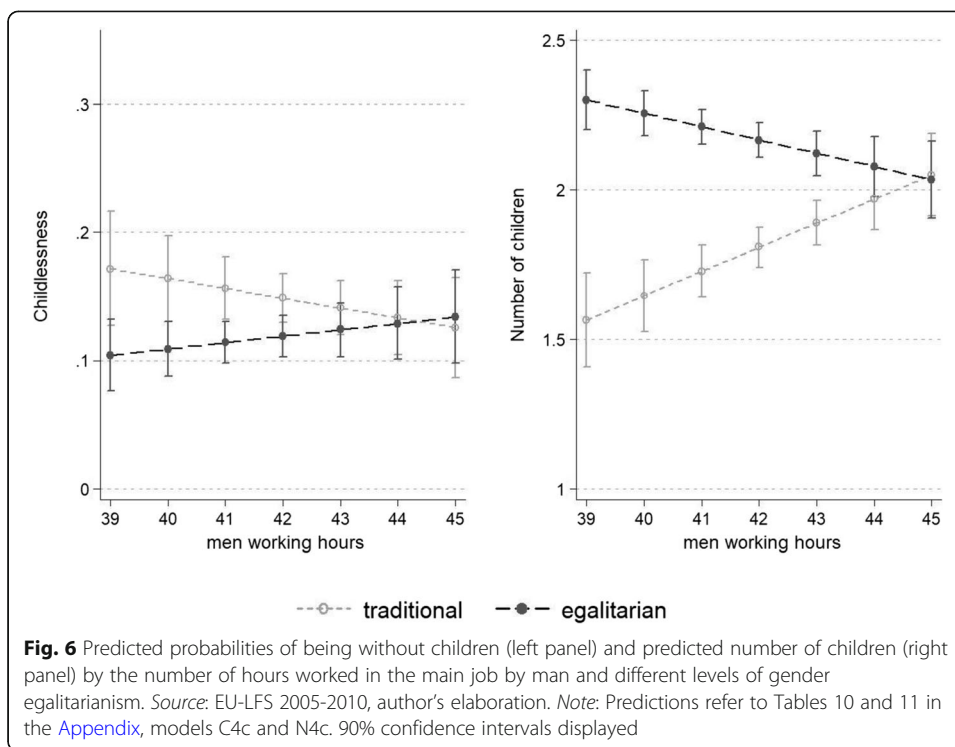 Childlessness
.3
.2
.1
0
39 40 41 42 43 44 45
men working hours
Number of children
2.5
2
1.5
1
39 40 41 42 43 44 45
men working hours
traditional egalitarian
Fig. 6 Predicted probabilities of being without children (left panel) and predicted number of children (right
panel) by the number of hours worked in the main job by man and different levels of gender
egalitarianism. Source: EU-LFS 2005-2010, author's elaboration. Note: Predictions refer to Tables 10 and 11 in
the Appendix, models C4c and N4c. 90% confidence intervals displayed